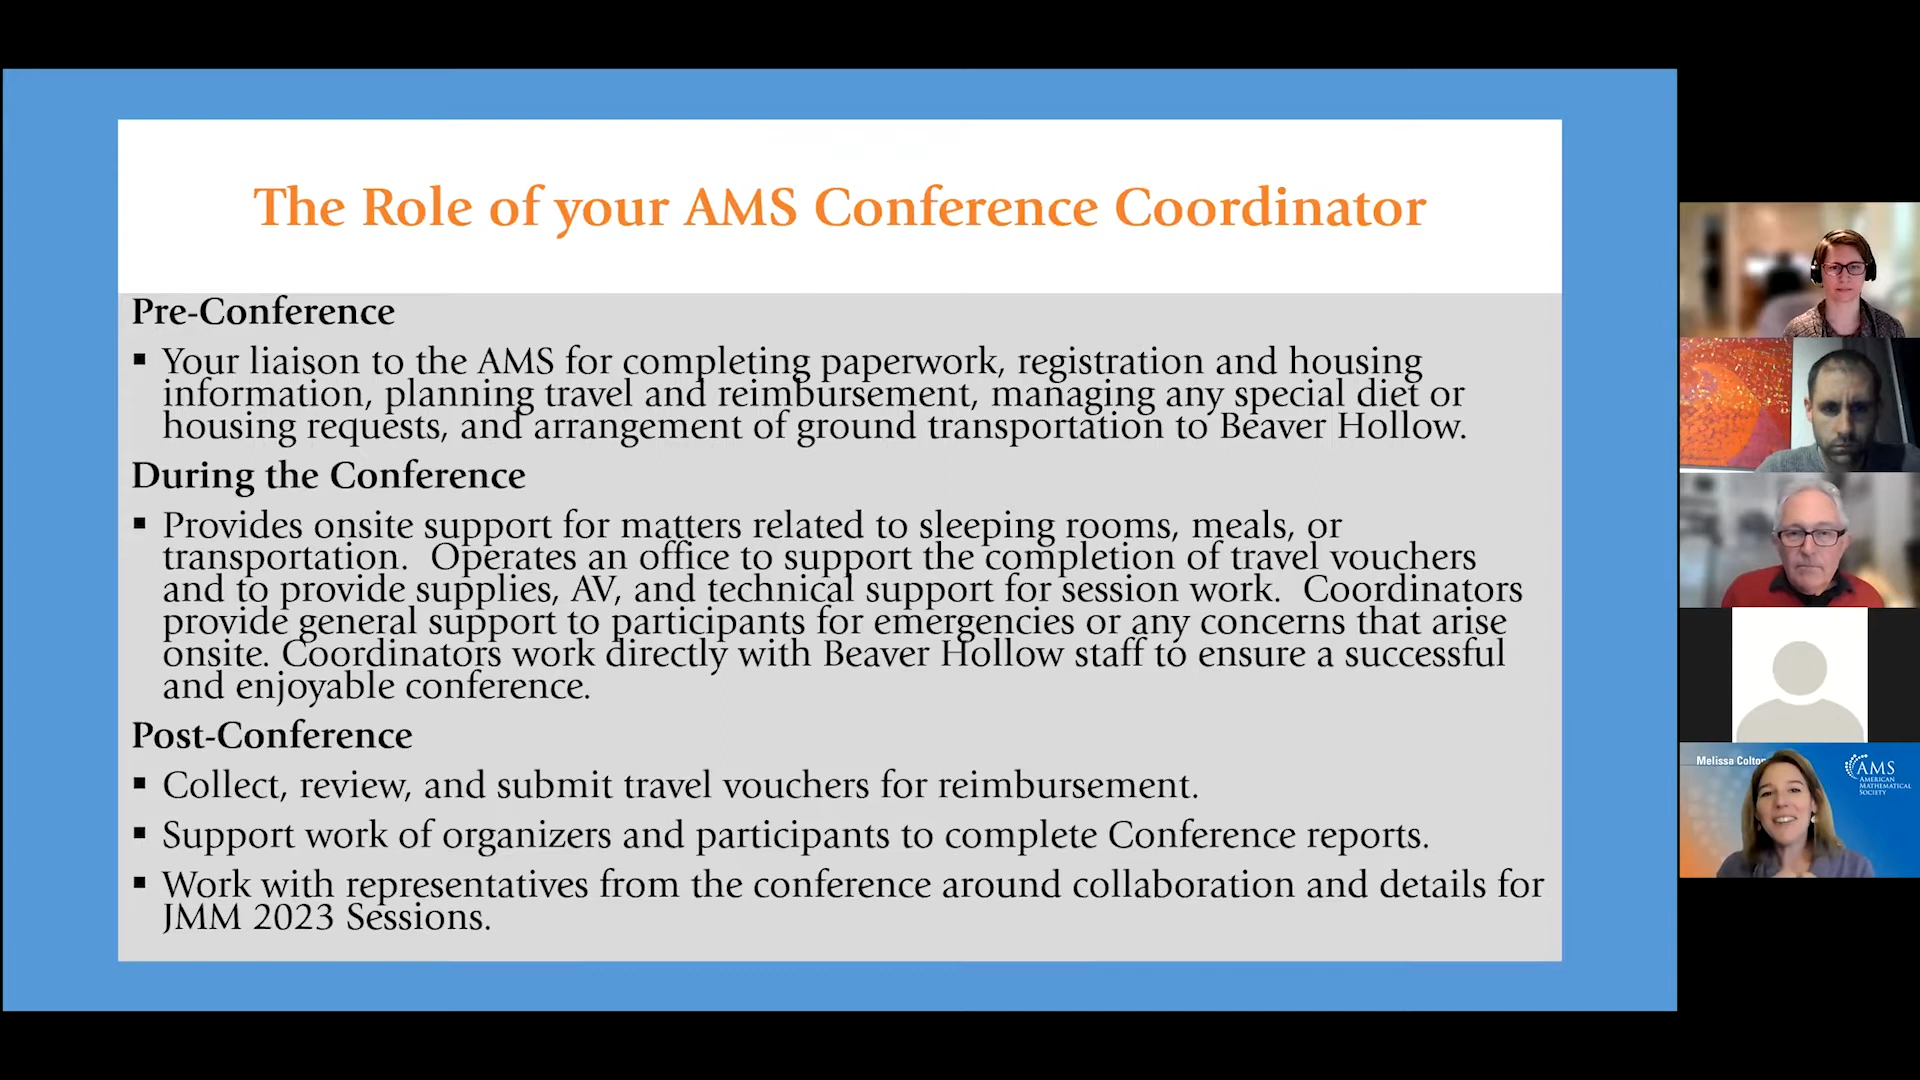 The Role of your AMS Conference Coordinator
Pre-Conference
▪ Your liaison to the AMS for completing paperwork, registration and housing
information, planning travel and reimbursement, managing any special diet or
housing requests, and arrangement of ground transportation to Beaver Hollow.
During the Conference
▪ Provides onsite support for matters related to sleeping rooms, meals, or
transportation.  Operates an office to support the completion of travel vouchers
and to provide supplies, AV, and technical support for session work.  Coordinators
provide general support to participants for emergencies or any concerns that arise
onsite. Coordinators work directly with Beaver Hollow staff to ensure a successful
and enjoyable conference.
Post-Conference
▪ Collect, review, and submit travel vouchers for reimbursement.
▪ Support work of organizers and participants to complete Conference reports.
▪ Work with representatives from the conference around collaboration and details for
JMM 2023 Sessions.
Melissa Colton
AMS
AMERICAN
MATHEMATICAL
SOCIETY